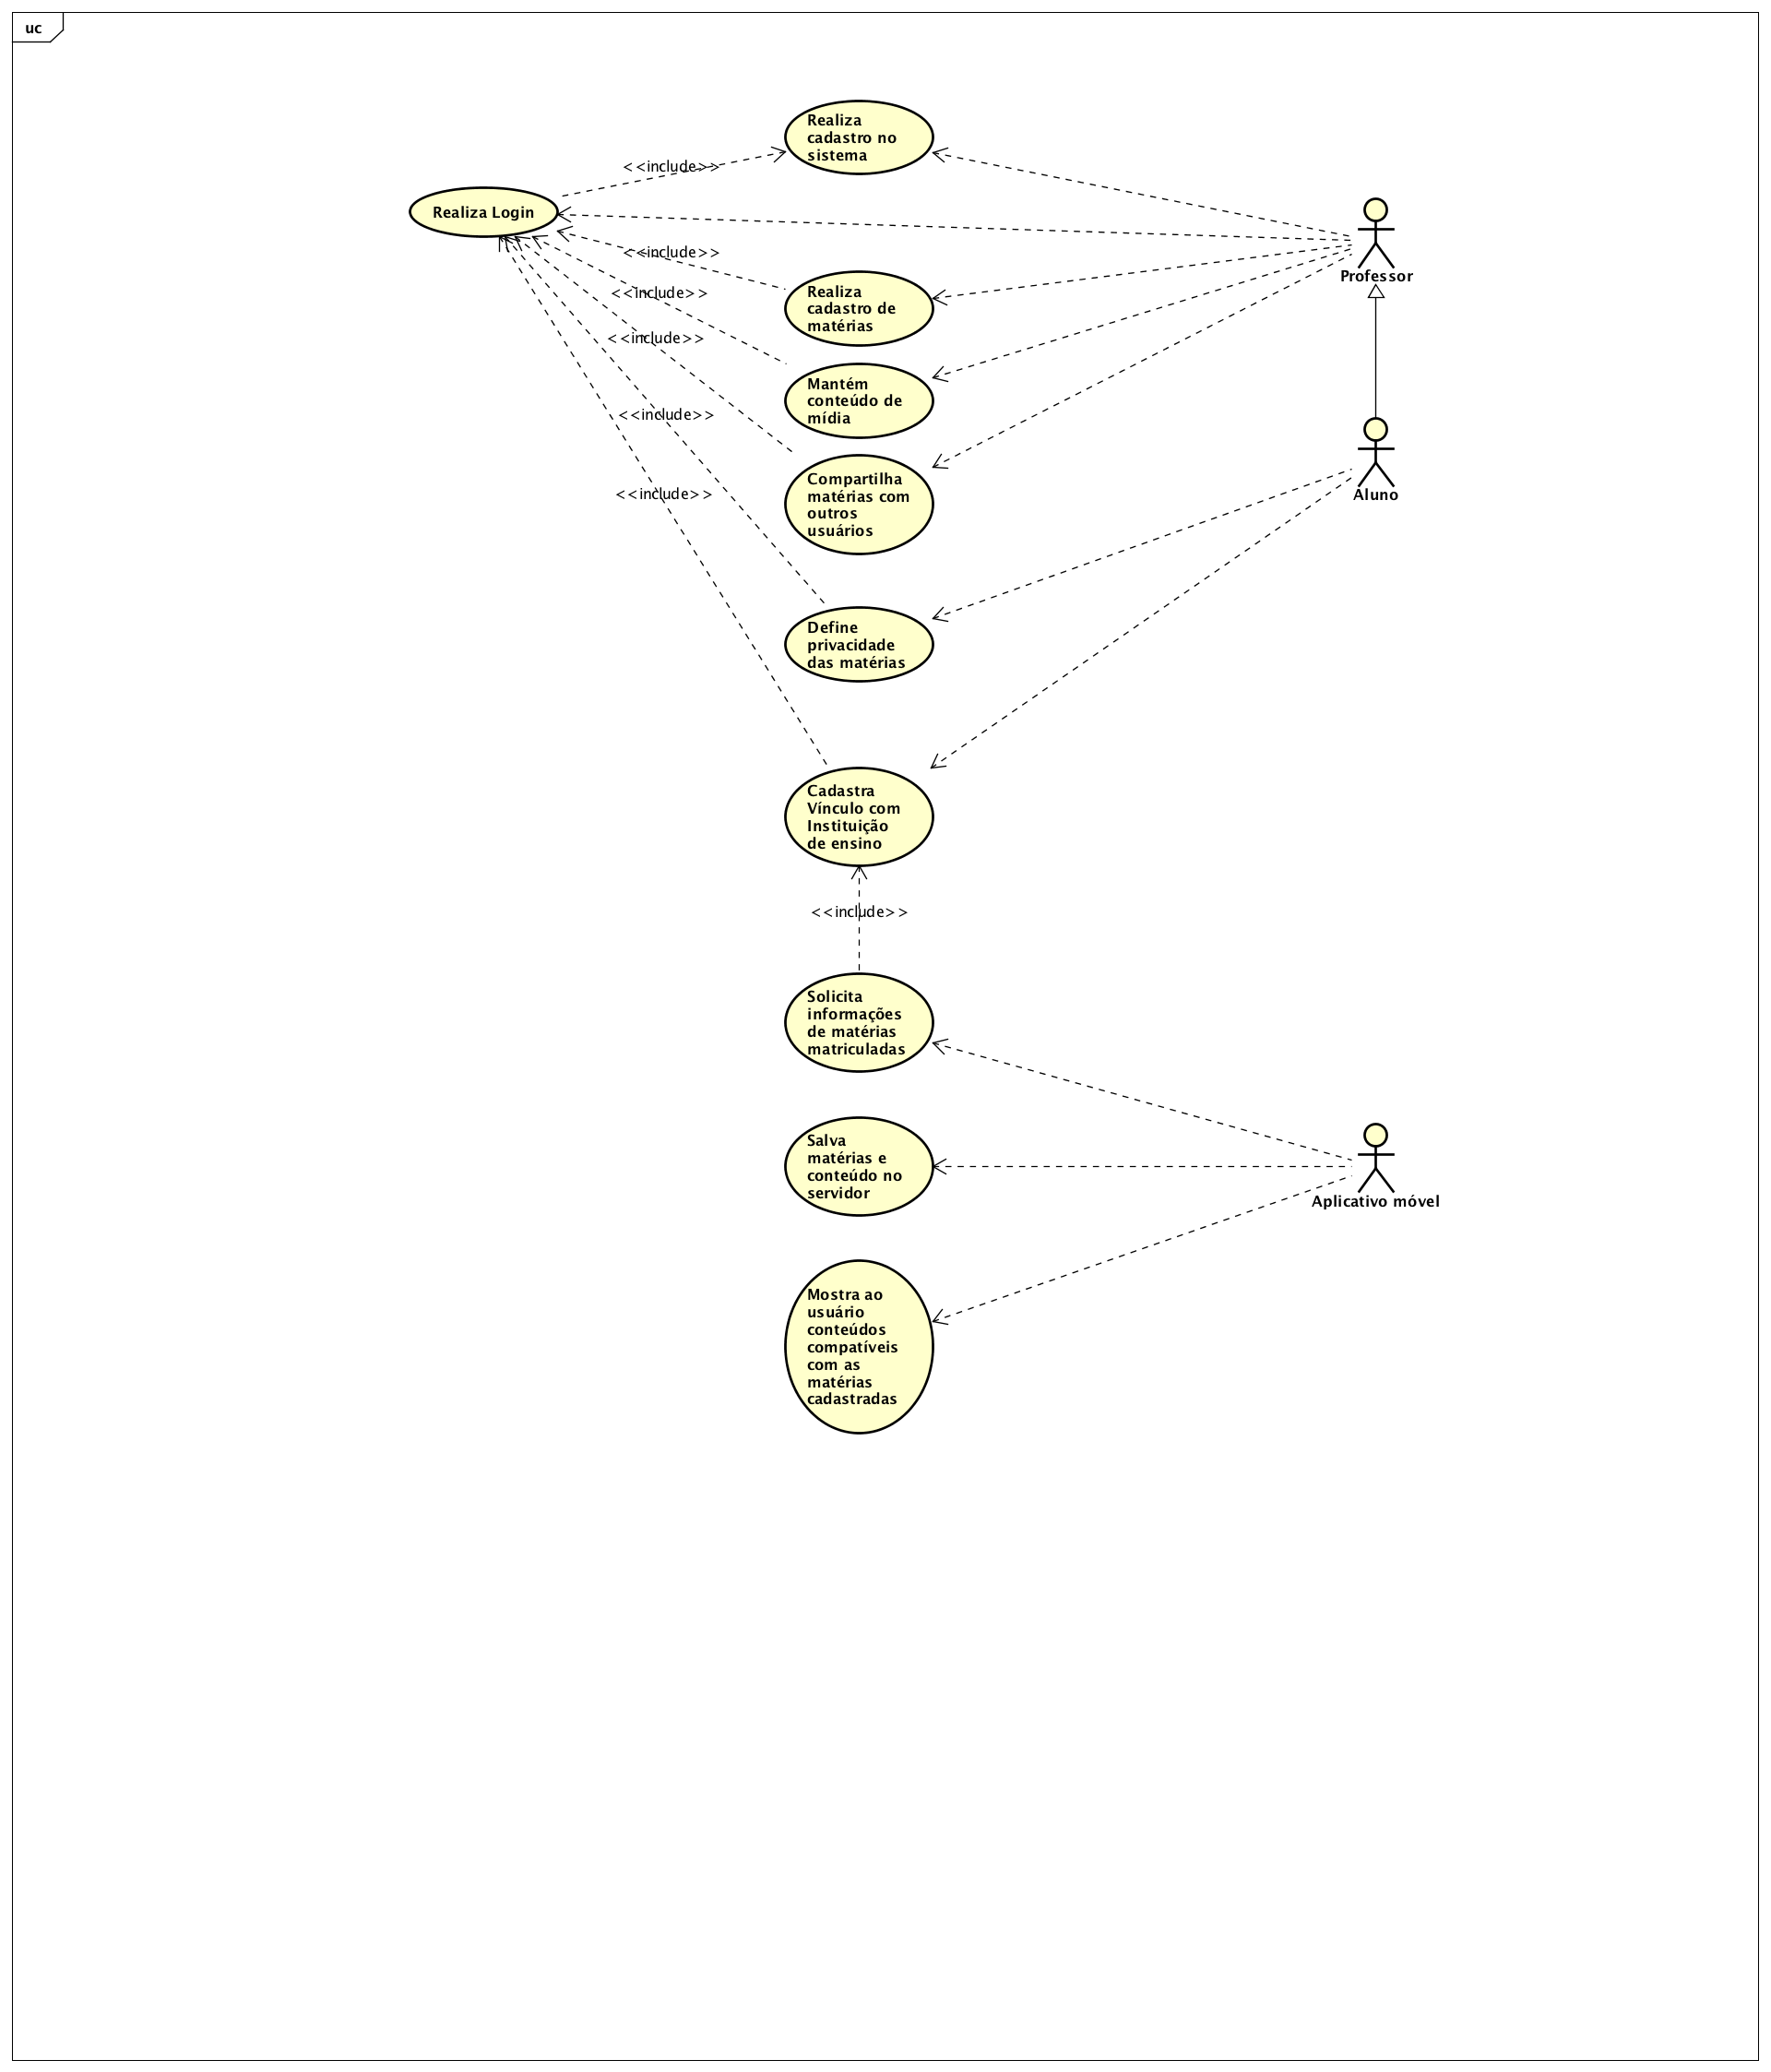 uc
Realiza
cadastro no
sistema
<<include>>
Realiza Login
Professor
<<include>>
Realiza
cadastro de
matérias
<<include>>
<<include>>
Mantém
conteúdo de
mídia
<<include>>
Compartilha
matérias com
outros
usuários
Aluno
<<include>>
Define
privacidade
das matérias
Cadastra
Vínculo com
Instituição
de ensino
<<include>>
Solicita
informações
de matérias
matriculadas
Salva
matérias e
conteúdo no
servidor
Aplicativo móvel
Mostra ao
usuário
conteúdos
compatíveis
com as
matérias
cadastradas